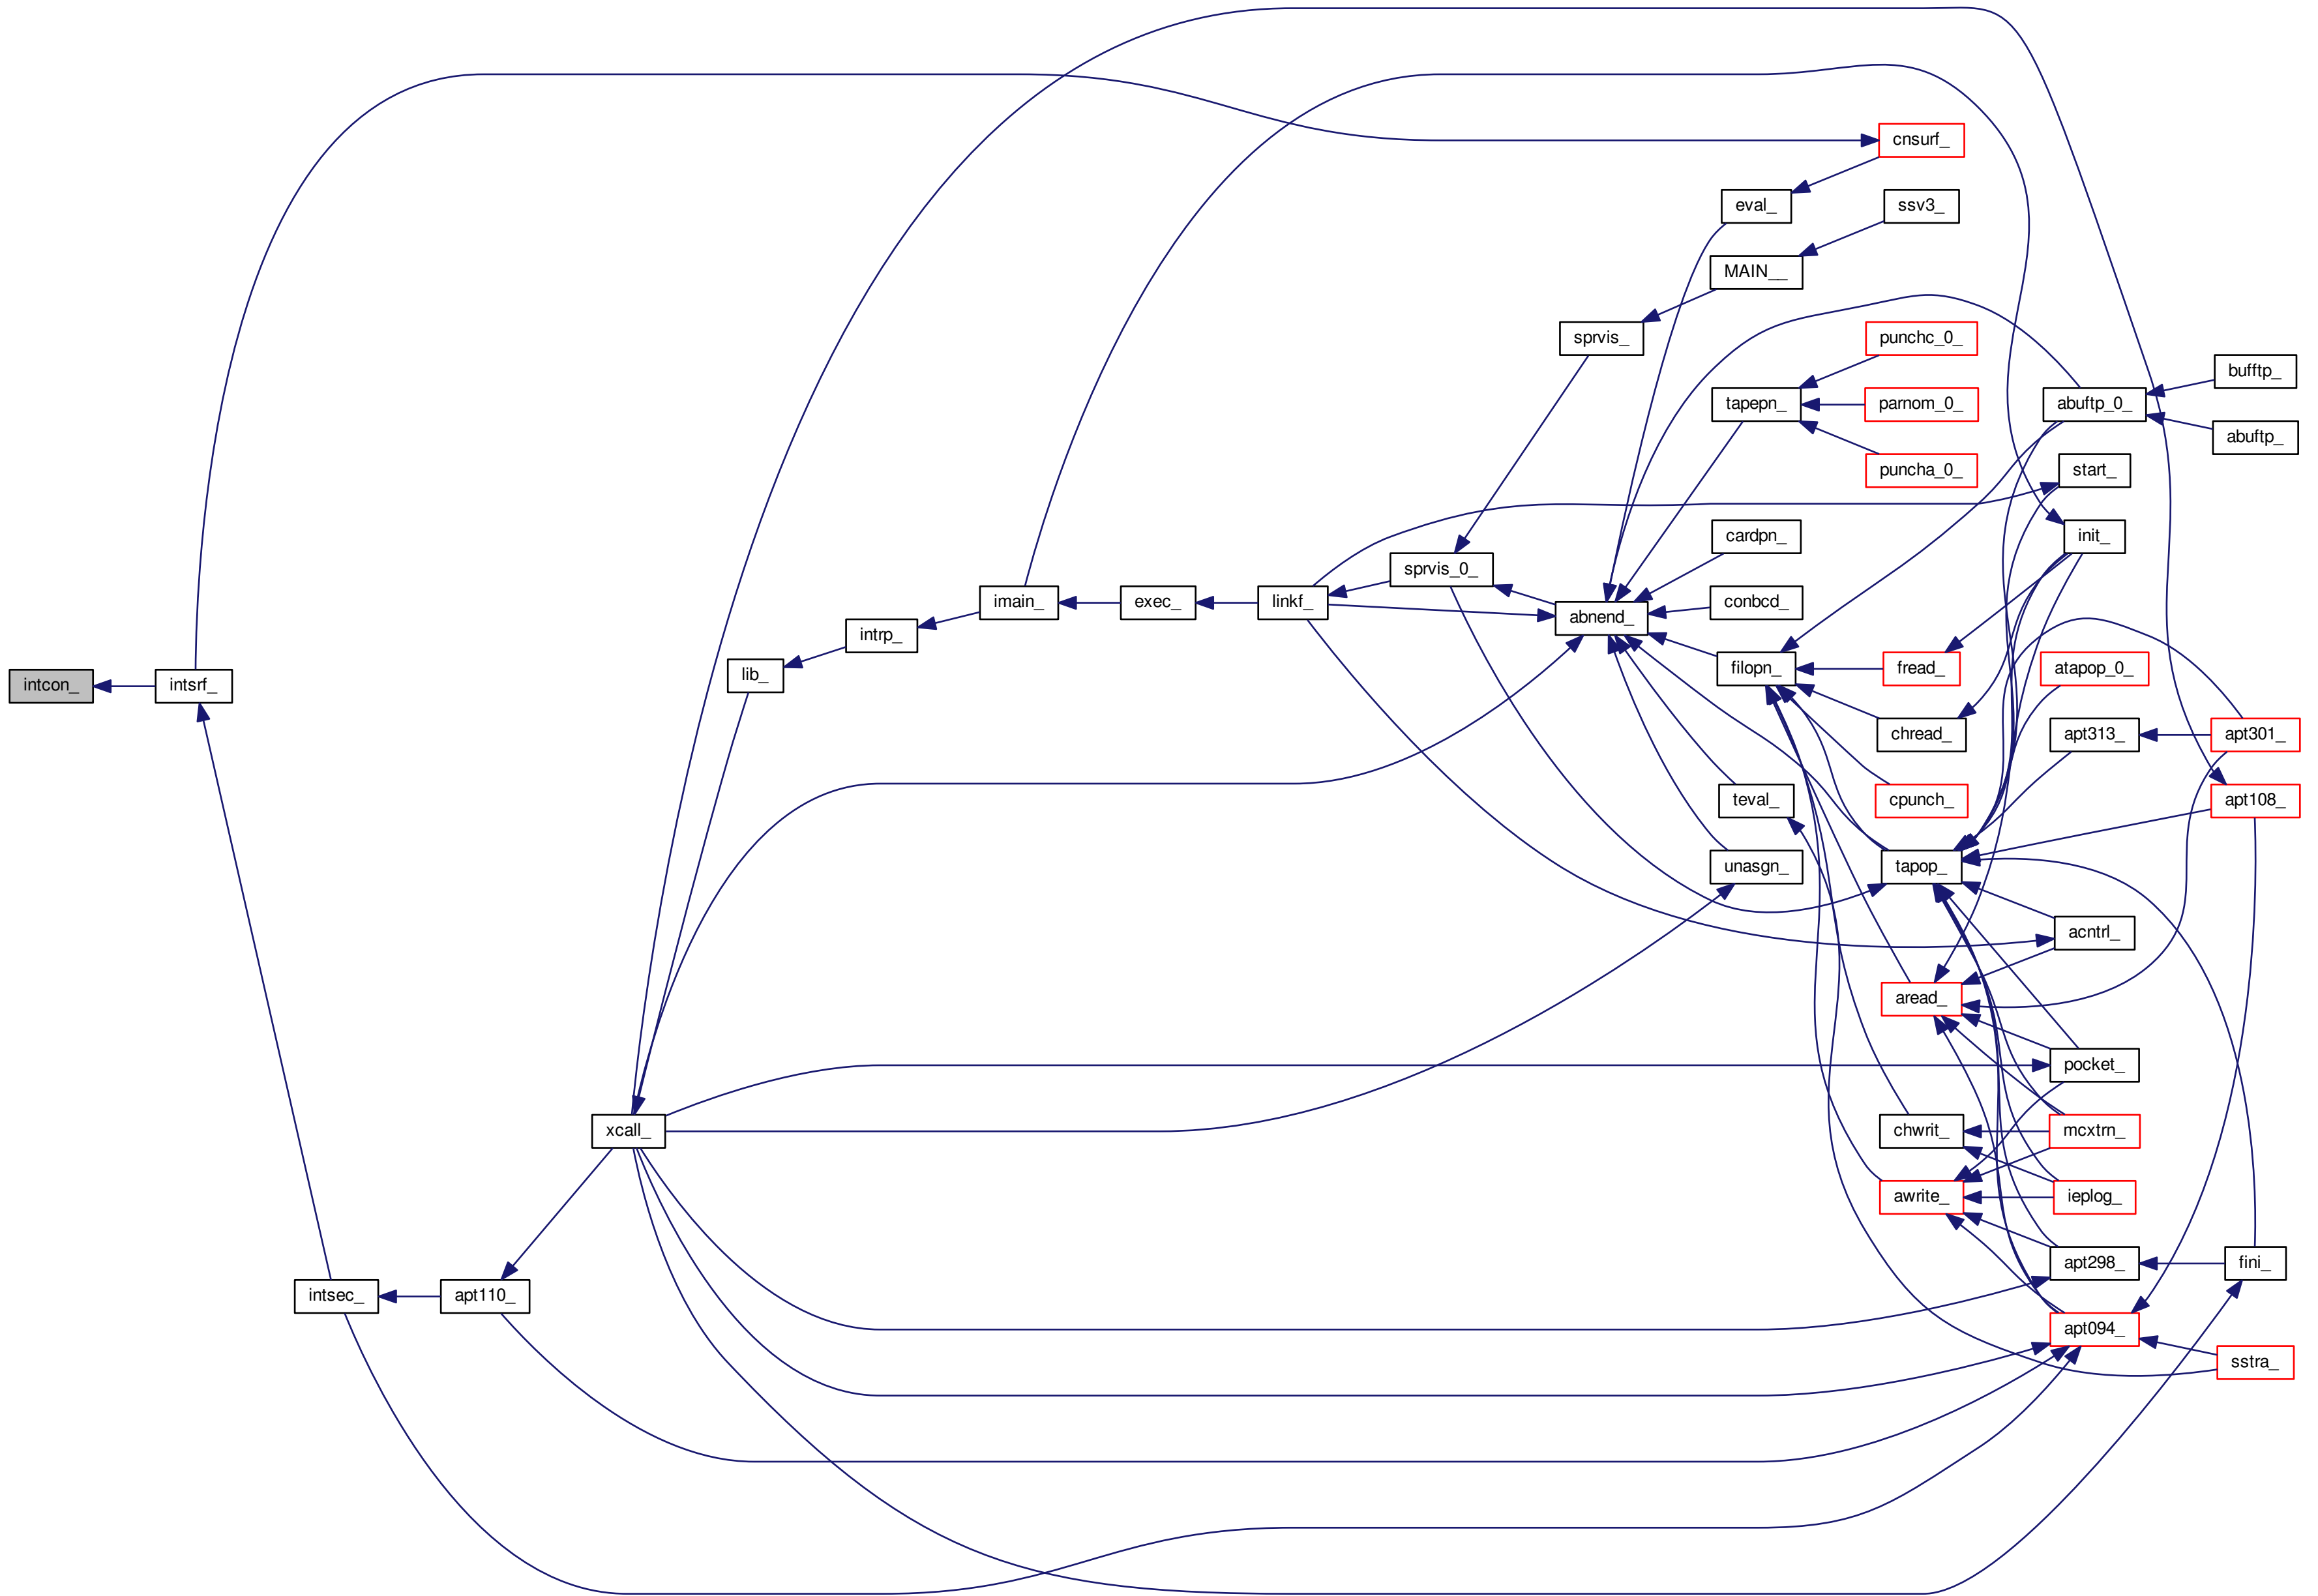 cnsurf_
eval_
ssv3_
MAIN__
sprvis_
punchc_0_
tapepn_
parnom_0_
puncha_0_
abuftp_0_
bufftp_
abuftp_
start_
init_
cardpn_
sprvis_0_
conbcd_
abnend_
linkf_
exec_
imain_
intrp_
lib_
intcon_
intsrf_
filopn_
fread_
atapop_0_
chread_
apt313_
apt301_
teval_
cpunch_
apt108_
unasgn_
tapop_
acntrl_
aread_
pocket_
xcall_
chwrit_
mcxtrn_
awrite_
ieplog_
intsec_
apt110_
apt298_
fini_
apt094_
sstra_